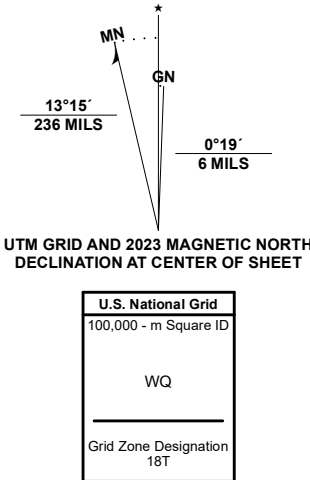 MN
GN
13°15´
236 MILS
0°19´
6 MILS
UTM GRID AND 2023 MAGNETIC NORTH
DECLINATION AT CENTER OF SHEET
U.S. National Grid
100,000 - m Square ID
WQ
Grid Zone Designation
18T